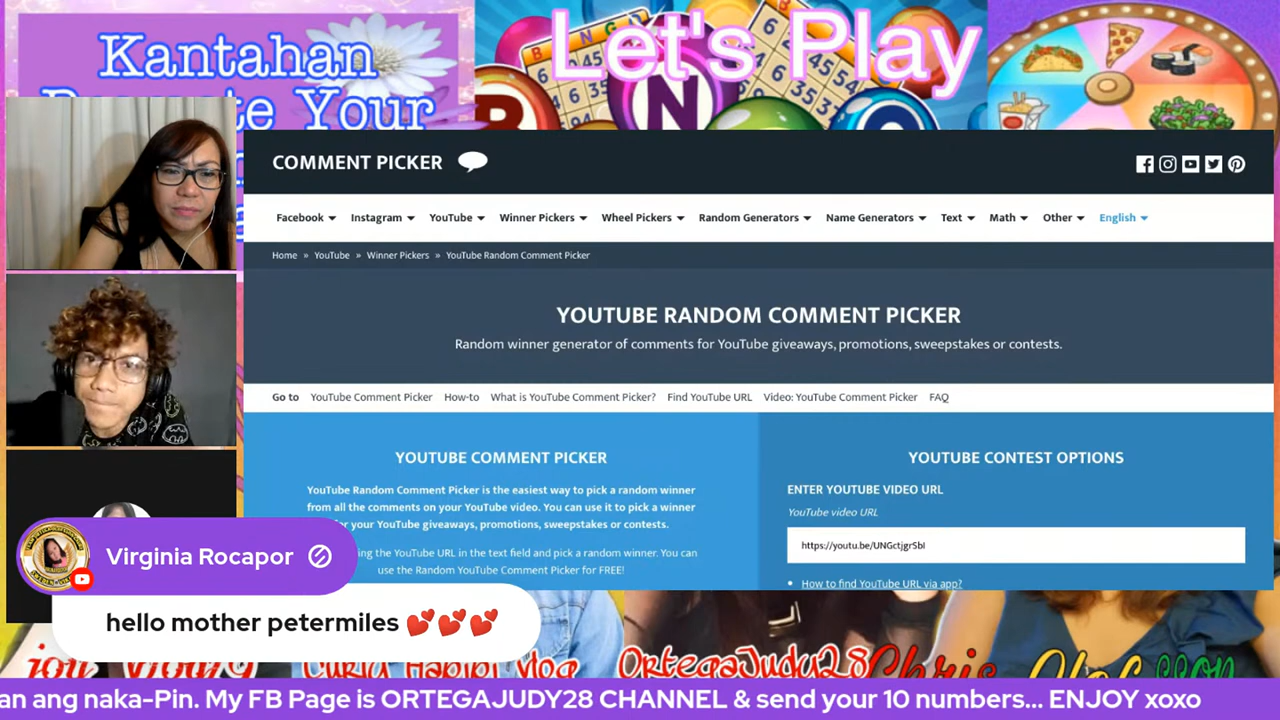 Kantahan
Let's Play
te Your
B I N G
N
COMMENT PICKER
Facebook Instagram YouTube Winner Pickers Wheel Pickers Random Generators Name Generators Text Math Other English
Home » YouTube » Winner Pickers » YouTube Random Comment Picker
YOUTUBE RANDOM COMMENT PICKER
Random winner generator of comments for YouTube giveaways, promotions, sweepstakes or contests.
Go to YouTube Comment Picker How-to What is YouTube Comment Picker? Find YouTube URL Video: YouTube Comment Picker FAQ
YOUTUBE COMMENT PICKER
YouTube Random Comment Picker is the easiest way to pick a random winner
from all the comments on your YouTube video. You can use it to pick a winner
your YouTube giveaways, promotions, sweepstakes or contests.
the YouTube URL in the text field and pick a random winner. You can
use the Random YouTube Comment Picker for FREE!
YOUTUBE CONTEST OPTIONS
ENTER YOUTUBE VIDEO URL
YouTube video URL
https://youtu.be/UNGctjgrSbI
How to find YouTube URL via app?
Virginia Rocapor
hello mother petermiles 💕💕💕
OrtegaJudy28
an ang naka-Pin. My FB Page is ORTEGAJUDY28 CHANNEL & send your 10 numbers... ENJOY xoxo